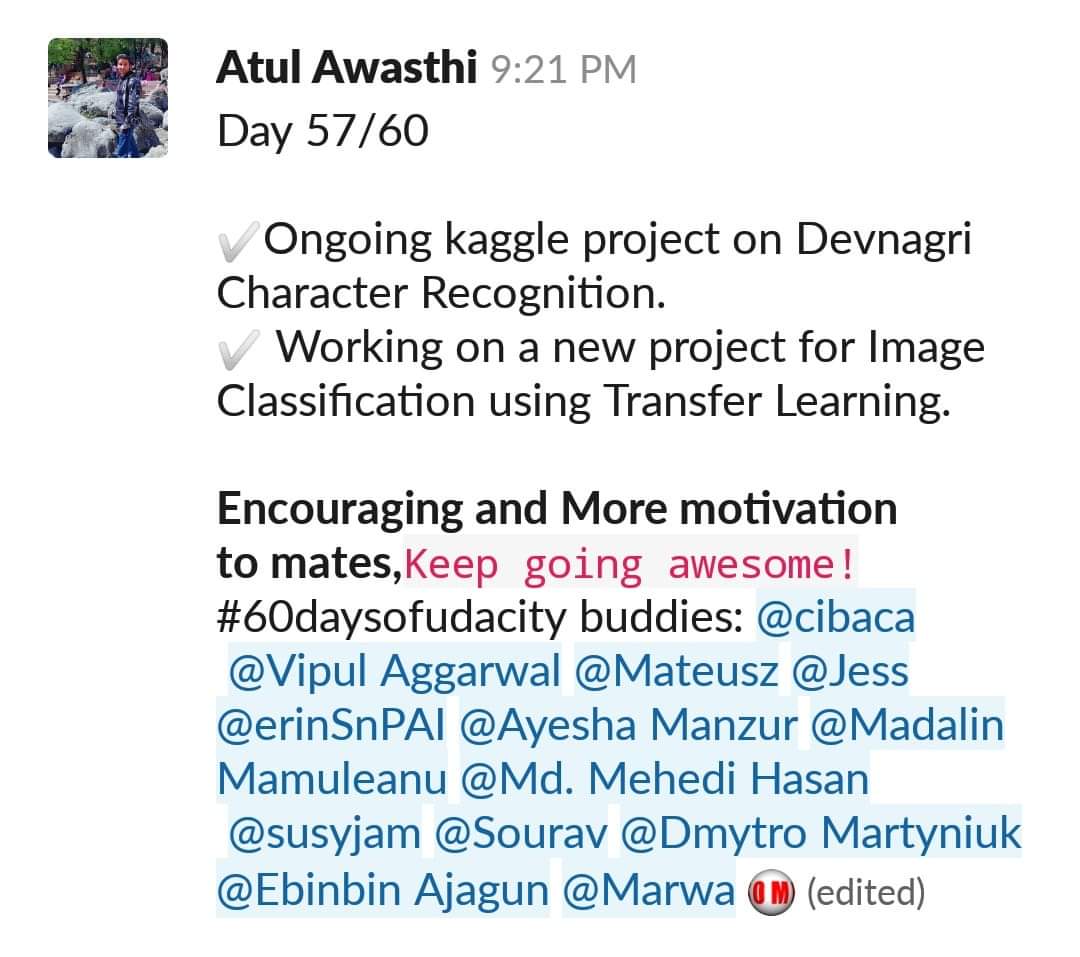 Atul Awasthi 9:21 PM
Day 57/60
✔Ongoing kaggle project on Devnagri
Character Recognition.
✔ Working on a new project for Image
Classification using Transfer Learning.
Encouraging and More motivation
to mates,Keep going awesome!
#60daysofudacity buddies: @cibaca
@Vipul Aggarwal @Mateusz @Jess
@erinSnPAI @Ayesha Manzur @Madalin
Mamuleanu @Md. Mehedi Hasan
@susyjam @Sourav @Dmytro Martyniuk
@Ebinbin Ajagun @Marwa OM (edited)